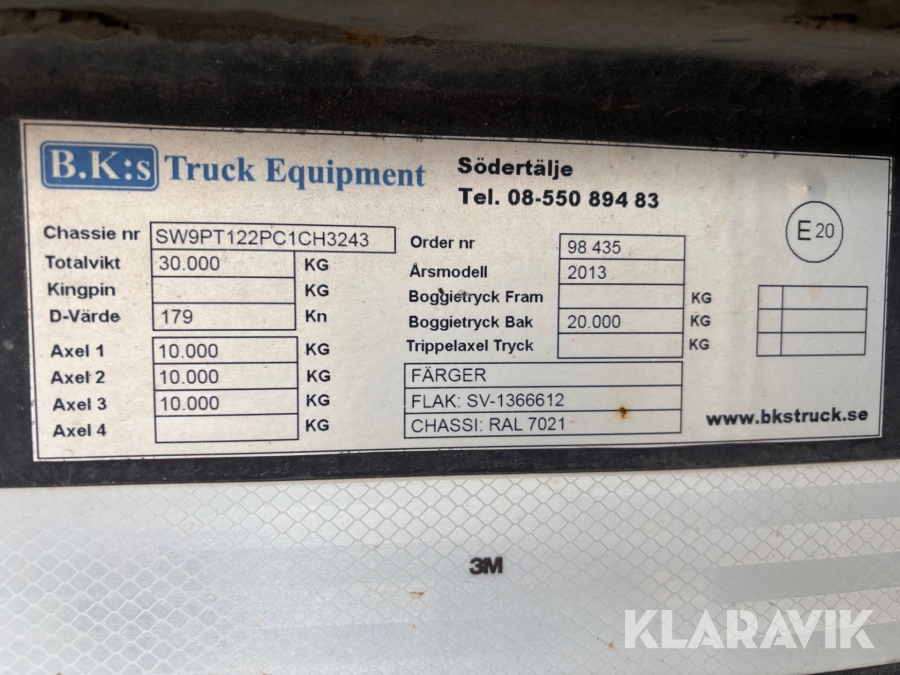 B.K:s Truck Equipment
Södertälje
Tel. 08-550 894 83
E 20
Chassie nr SW9PT122PC1CH3243
Totalvikt 30.000 KG
Kingpin KG
D-Värde 179 Kn
Axel 1 10.000 KG
Axel 2 10.000 KG
Axel 3 10.000 KG
Axel 4 KG
Order nr 98 435
Årsmodell 2013
Boggietryck Fram KG
Boggietryck Bak 20.000 KG
Trippelaxel Tryck KG
FÄRGER
FLAK: SV-1366612
CHASSI: RAL 7021
www.bkstruck.se
3M
KLARAVIK